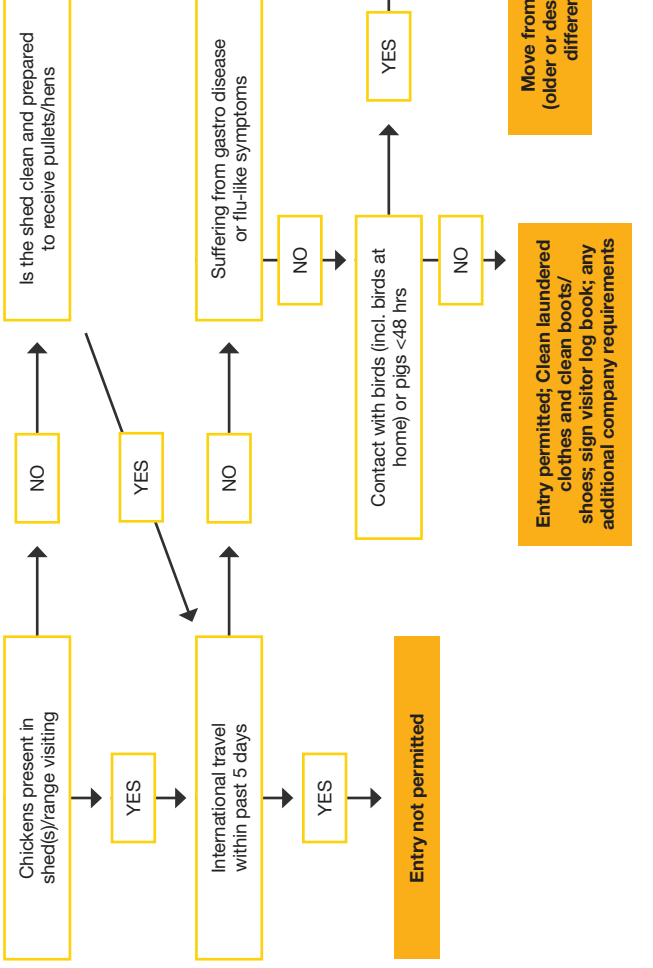 Chickens present in
shed(s)/range visiting
NO
Is the shed clean and prepared
to receive pullets/hens
YES
YES
International travel
within past 5 days
NO
Suffering from gastro disease
or flu-like symptoms
YES
NO
Entry not permitted
Contact with birds (incl. birds at
home) or pigs <48 hrs
YES
NO
Entry permitted; Clean laundered
clothes and clean boots/
shoes; sign visitor log book; any
additional company requirements
Move from
(older or des
differen